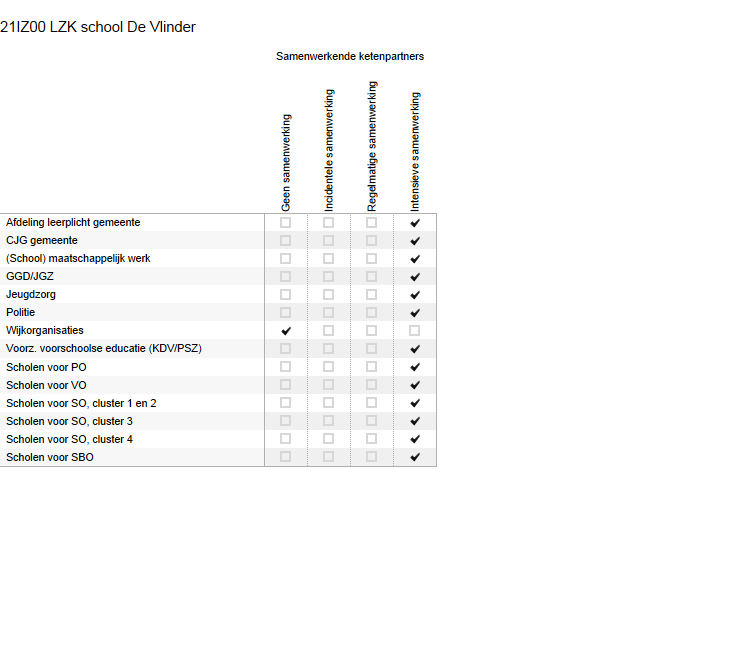 21IZ00 LZK school De Vlinder
Samenwerkende ketenpartners
Geen samenwerking
Incidentele samenwerking
Regelmatige samenwerking
Intensieve samenwerking
Afdeling leerplicht gemeente
CJG gemeente
(School) maatschappelijk werk
GGD/JGZ
Jeugdzorg
Politie
Wijkorganisaties
Voorz. voorschoolse educatie (KDV/PSZ)
Scholen voor PO
Scholen voor VO
Scholen voor SO, cluster 1 en 2
Scholen voor SO, cluster 3
Scholen voor SO, cluster 4
Scholen voor SBO